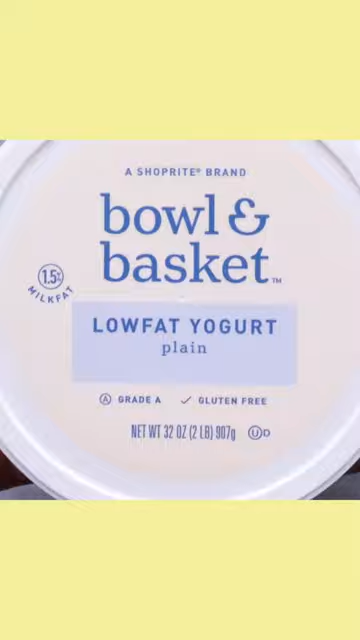 A SHOPRITE® BRAND
bowl &
basket™
1.5%
MILKFAT
LOWFAT YOGURT
plain
Ⓐ GRADE A ✓ GLUTEN FREE
NET WT 32 OZ (2 LB) 907g ⓊD